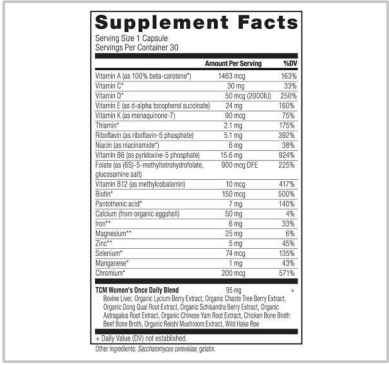 Supplement Facts
Serving Size 1 Capsule
Servings Per Container 30
Amount Per Serving %DV
Vitamin A (as 100% beta-carotene*) 1463 mcg 163%
Vitamin C* 30 mg 33%
Vitamin D* 50 mcg (2000IU) 250%
Vitamin E (as d-alpha tocopherol succinate) 24 mg 160%
Vitamin K (as menaquinone-7) 90 mcg 75%
Thiamin* 2.1 mg 175%
Riboflavin (as riboflavin-5 phosphate) 5.1 mg 392%
Niacin (as niacinamide*) 6 mg 38%
Vitamin B6 (as pyridoxine-5 phosphate) 15.6 mg 924%
Folate (as (6S)-5-methyltetrohydrofolate, 900 mcg DFE 225%
glucosamine salt)
Vitamin B12 (as methylcobalamin) 10 mcg 417%
Biotin* 150 mcg 500%
Pantothenic acid* 7 mg 140%
Calcium (from organic eggshell) 50 mg 4%
Iron** 6 mg 33%
Magnesium** 25 mg 6%
Zinc** 5 mg 45%
Selenium* 74 mcg 135%
Manganese* 1 mg 43%
Chromium* 200 mcg 571%
TCM Women's Once Daily Blend 95 mg +
Bovine Liver, Organic Lycium Berry Extract, Organic Chaste Tree Berry Extract,
Organic Dong Quai Root Extract, Organic Schisandra Berry Extract, Organic
Astragalus Root Extract, Organic Chinese Yam Root Extract, Chicken Bone Broth
Beef Bone Broth, Organic Reishi Mushroom Extract, Wild Hake Roe
+ Daily Value (DV) not established.
Other ingredients: Saccharomyces cerevisiae, gelatin.